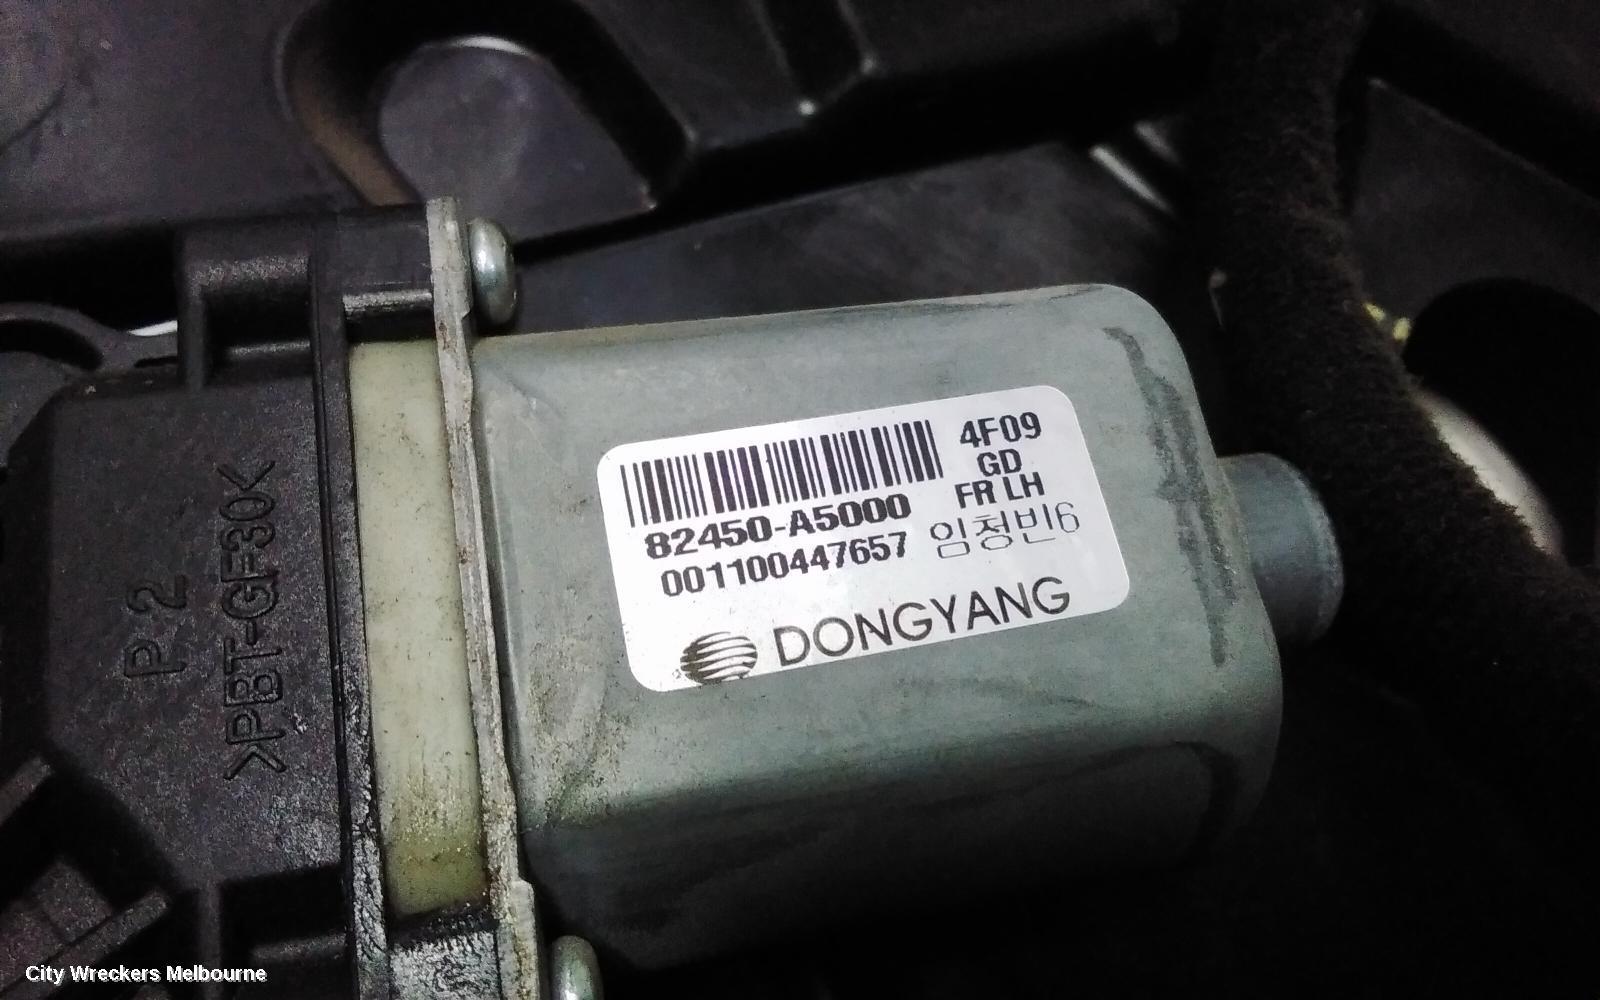 4F09
GD
FR LH
82450-A5000
001100447657
임청빈6
DONGYANG
P 2
>PBT-GF30<
City Wreckers Melbourne